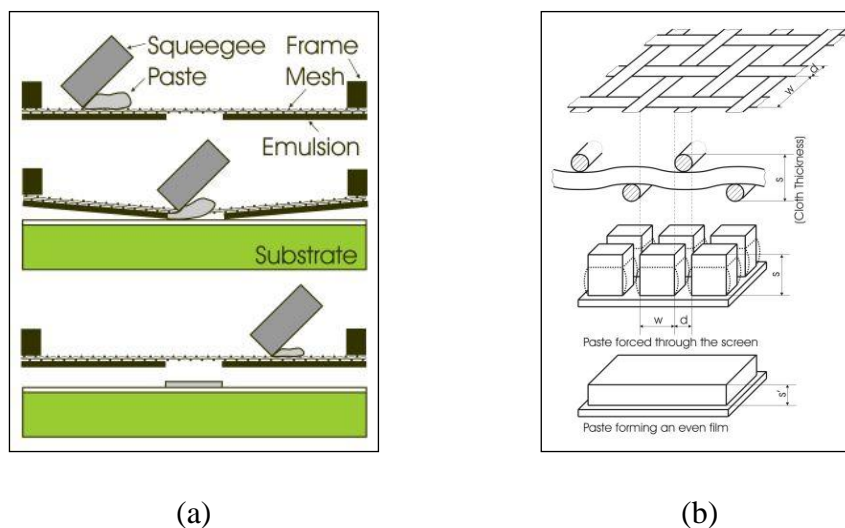 Squeegee
Paste
Frame
Mesh
Emulsion
Substrate
d
w
s
(Cloth Thickness)
s
w
d
Paste forced through the screen
s'
Paste forming an even film
(a)
(b)